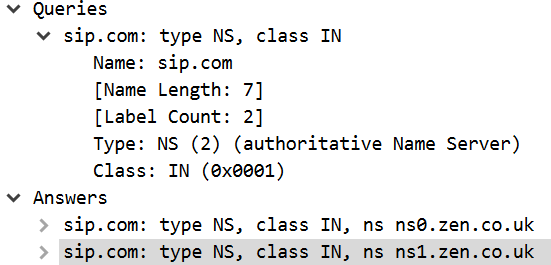 Queries
sip.com: type NS, class IN
Name: sip.com
[Name Length: 7]
[Label Count: 2]
Type: NS (2) (authoritative Name Server)
Class: IN (0x0001)
Answers
sip.com: type NS, class IN, ns ns0.zen.co.uk
sip.com: type NS, class IN, ns ns1.zen.co.uk